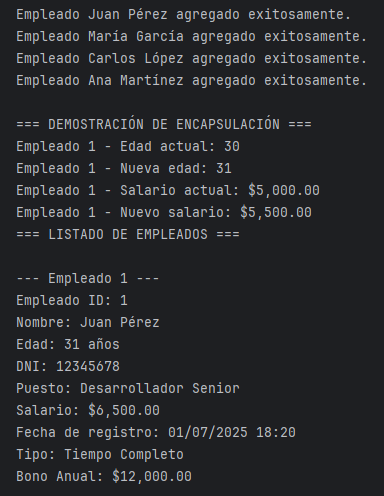 Empleado Juan Pérez agregado exitosamente.
Empleado María García agregado exitosamente.
Empleado Carlos López agregado exitosamente.
Empleado Ana Martínez agregado exitosamente.
=== DEMOSTRACIÓN DE ENCAPSULACIÓN ===
Empleado 1 - Edad actual: 30
Empleado 1 - Nueva edad: 31
Empleado 1 - Salario actual: $5,000.00
Empleado 1 - Nuevo salario: $5,500.00
=== LISTADO DE EMPLEADOS ===
--- Empleado 1 ---
Empleado ID: 1
Nombre: Juan Pérez
Edad: 31 años
DNI: 12345678
Puesto: Desarrollador Senior
Salario: $6,500.00
Fecha de registro: 01/07/2025 18:20
Tipo: Tiempo Completo
Bono Anual: $12,000.00